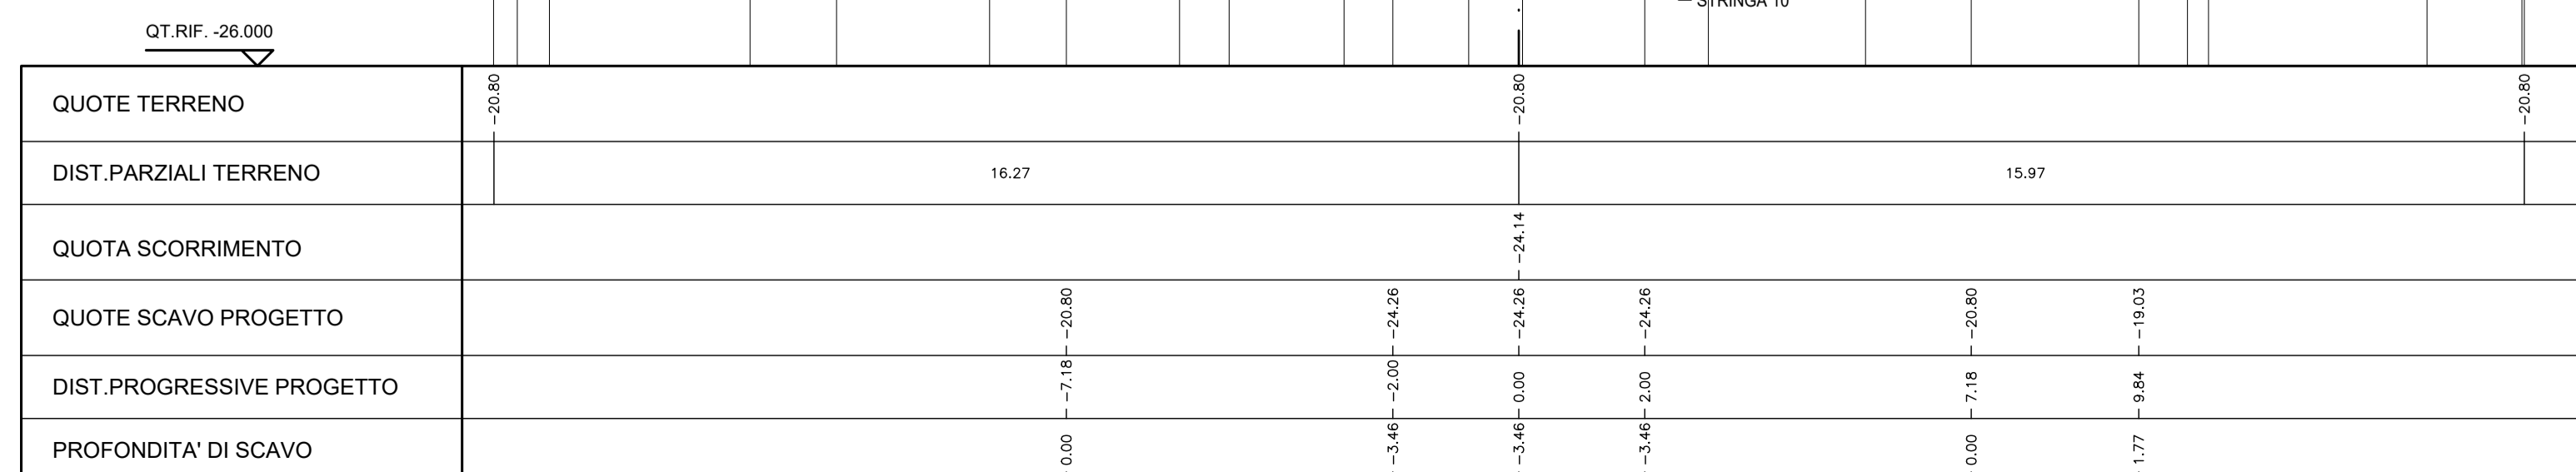 STRINGA 10
QT.RIF. -26.000
QUOTE TERRENO -20.80 -20.80 -20.80
DIST.PARZIALI TERRENO 16.27 15.97
QUOTA SCORRIMENTO -24.14
QUOTE SCAVO PROGETTO -20.80 -24.26 -24.26 -24.26 -20.80 -19.03
DIST.PROGRESSIVE PROGETTO -7.18 -2.00 0.00 2.00 7.18 9.84
PROFONDITA' DI SCAVO 0.00 -3.46 -3.46 -3.46 0.00 1.77